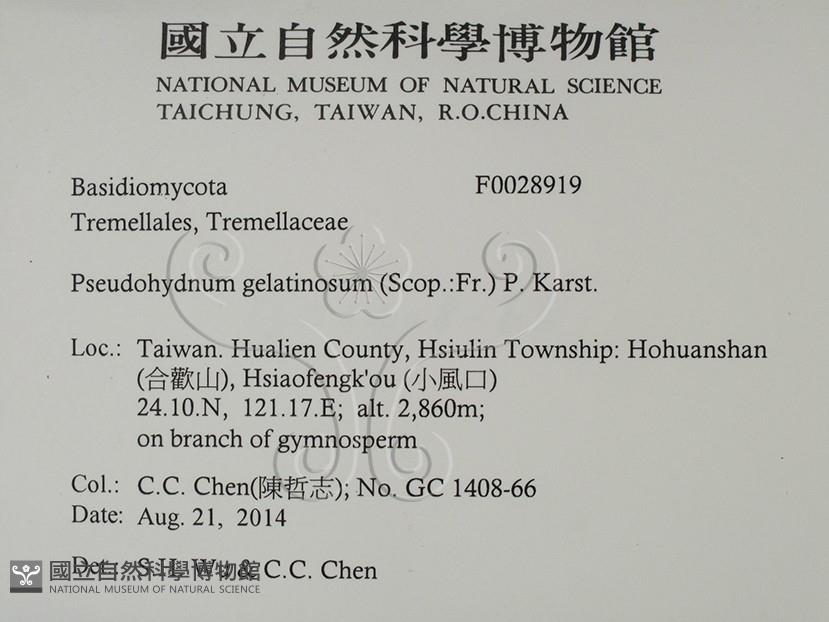 國立自然科學博物館
NATIONAL MUSEUM OF NATURAL SCIENCE
TAICHUNG, TAIWAN, R.O.CHINA
Basidiomycota F0028919
Tremellales, Tremellaceae
Pseudohydnum gelatinosum (Scop.:Fr.) P. Karst.
Loc.: Taiwan. Hualien County, Hsiulin Township: Hohuanshan
(合歡山), Hsiaofengk'ou (小風口)
24.10.N, 121.17.E; alt. 2,860m;
on branch of gymnosperm
Col.: C.C. Chen(陳哲志); No. GC 1408-66
Date: Aug. 21, 2014
Det.: S.H. & C.C. Chen
國立自然科學博物館
NATIONAL MUSEUM OF NATURAL SCIENCE